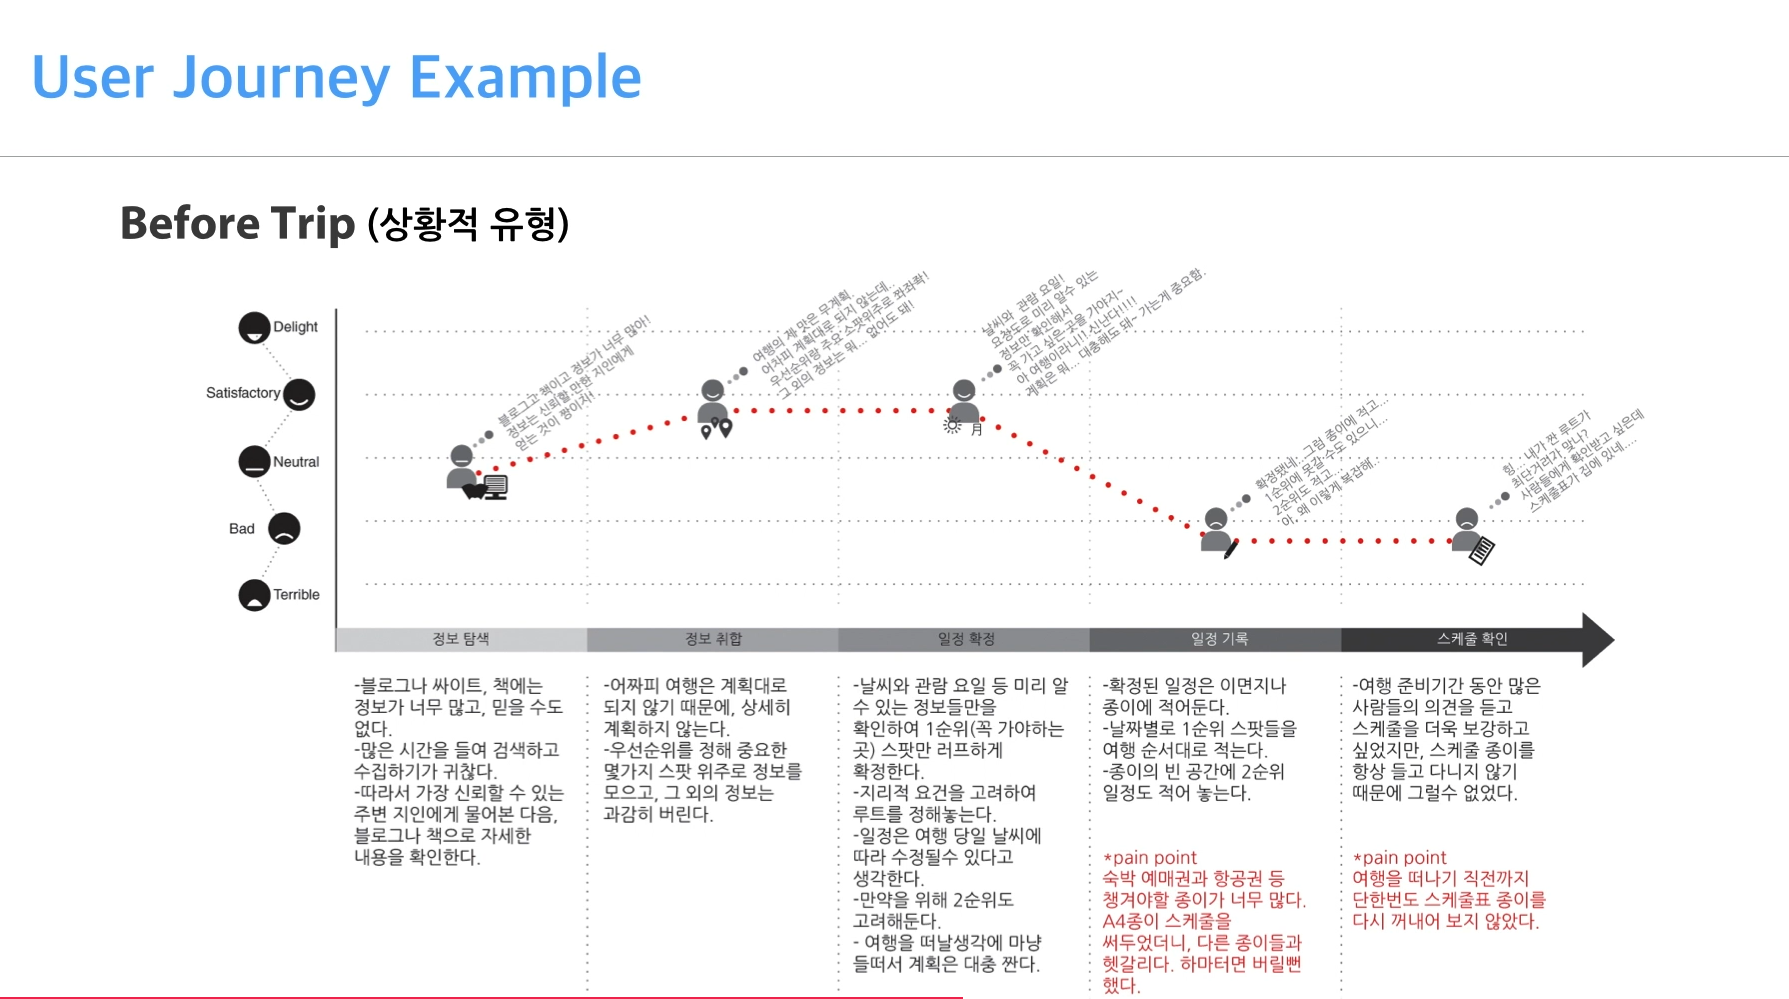 User Journey Example
Before Trip (상황적 유형)
Delight
Satisfactory
Neutral
Bad
Terrible
블로그고 책이고 정보가 너무 많아!
정보는 신뢰할 만한 지인에게
얻는 것이 짱이지!
여행의 제 맛은 무계획.
어차피 계획대로 되지 않는데..
우선순위랑 주요 스팟위주로 쫘좌좍!
그 외의 정보는 뭐... 없어도 돼!
날씨와 관람 요일!
요정도로 미리 알수 있는
정보만 확인해서
꼭 가고 싶은 곳을 가야지~
아 여행이라니!! 신난다!!!!
계획은 뭐... 대충해도 돼~ 가는게 중요함.
확정됐네.. 그럼 종이에 적고...
1순위에 못갈 수도 있으니...
2순위도 적고...
아, 왜 이렇게 복잡해..
힝... 내가 짠 루트가
최단거리가 맞나?
사람들에게 확인받고 싶은데
스케줄표가 집에 있네....
月
정보 탐색
정보 취합
일정 확정
일정 기록
스케줄 확인
-블로그나 싸이트, 책에는
정보가 너무 많고, 믿을 수도
없다.
-많은 시간을 들여 검색하고
수집하기가 귀찮다.
-따라서 가장 신뢰할 수 있는
주변 지인에게 물어본 다음,
블로그나 책으로 자세한
내용을 확인한다.
-어짜피 여행은 계획대로
되지 않기 때문에, 상세히
계획하지 않는다.
-우선순위를 정해 중요한
몇가지 스팟 위주로 정보를
모으고, 그 외의 정보는
과감히 버린다.
-날씨와 관람 요일 등 미리 알
수 있는 정보들만을
확인하여 1순위(꼭 가야하는
곳) 스팟만 러프하게
확정한다.
-지리적 요건을 고려하여
루트를 정해놓는다.
-일정은 여행 당일 날씨에
따라 수정될수 있다고
생각한다.
-만약을 위해 2순위도
고려해둔다.
- 여행을 떠날생각에 마냥
들떠서 계획은 대충 짠다.
-확정된 일정은 이면지나
종이에 적어둔다.
-날짜별로 1순위 스팟들을
여행 순서대로 적는다.
-종이의 빈 공간에 2순위
일정도 적어 놓는다.
*pain point
숙박 예매권과 항공권 등
챙겨야할 종이가 너무 많다.
A4종이 스케줄을
써두었더니, 다른 종이들과
헷갈리다. 하마터면 버릴뻔
했다.
-여행 준비기간 동안 많은
사람들의 의견을 듣고
스케줄을 더욱 보강하고
싶었지만, 스케줄 종이를
항상 들고 다니지 않기
때문에 그럴수 없었다.
*pain point
여행을 떠나기 직전까지
단한번도 스케줄표 종이를
다시 꺼내어 보지 않았다.